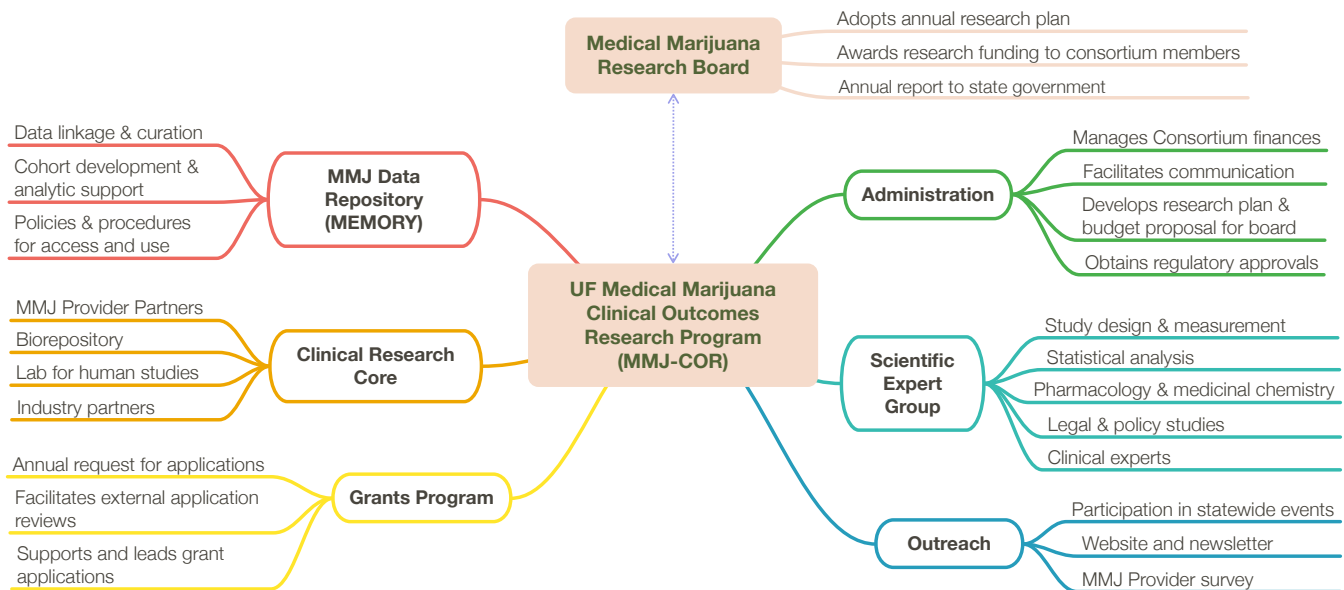 Medical Marijuana
Research Board
Adopts annual research plan
Awards research funding to consortium members
Annual report to state government
Data linkage & curation
Cohort development &
analytic support
Policies & procedures
for access and use
MMJ Data
Repository
(MEMORY)
Administration
Manages Consortium finances
Facilitates communication
Develops research plan &
budget proposal for board
Obtains regulatory approvals
UF Medical Marijuana
Clinical Outcomes
Research Program
(MMJ-COR)
MMJ Provider Partners
Biorepository
Lab for human studies
Industry partners
Clinical Research
Core
Scientific
Expert
Group
Study design & measurement
Statistical analysis
Pharmacology & medicinal chemistry
Legal & policy studies
Clinical experts
Annual request for applications
Facilitates external application
reviews
Supports and leads grant
applications
Grants Program
Outreach
Participation in statewide events
Website and newsletter
MMJ Provider survey